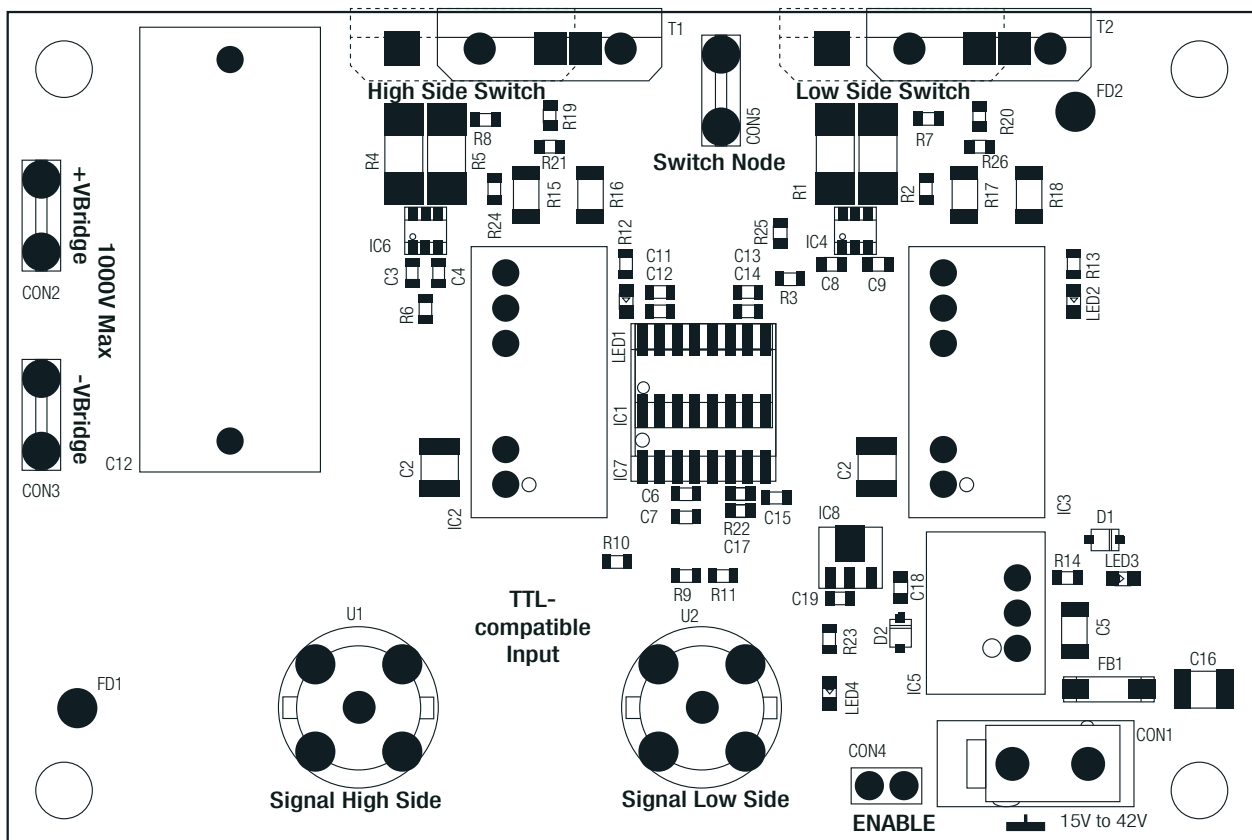 T1
T2
High Side Switch
Low Side Switch
FD2
R19
R8
R21
R4
R5
CON5
Switch Node
R7
R20
R26
R1
R2
R15
R16
R17
R18
R24
IC6
R12
R25
IC4
+VBridge
CON2
1000V Max
C3
C4
R6
C11
C12
C13
C14
R3
C8
C9
R13
LED2
LED1
-VBridge
CON3
C12
IC1
IC7
C2
IC2
C2
IC3
C6
C7
R22
C17
C15
IC8
D1
R10
R9
R11
C19
C18
R14
LED3
TTL-
compatible
Input
U1
U2
R23
D2
C5
IC5
FB1
C16
LED4
FD1
CON4
CON1
Signal High Side
Signal Low Side
ENABLE
15V to 42V